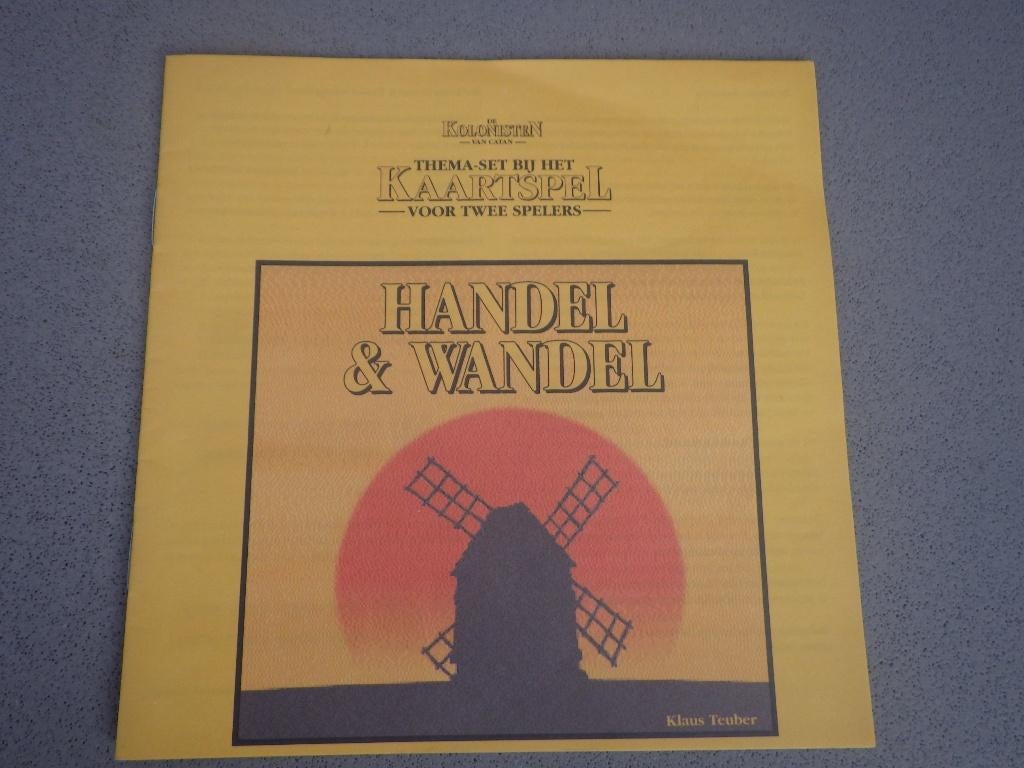 DE
KOLONISTEN
VAN CATAN
THEMA-SET BIJ HET
KAARTSPEL
VOOR TWEE SPELERS
HANDEL
& WANDEL
Klaus Teuber